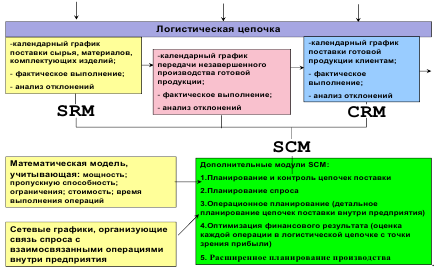 Логистическая цепочка
-календарный график
поставки сырья, материалов,
комплектующих изделий;
- фактическое выполнение;
- анализ отклонений
-календарный график
передачи незавершенного
производства готовой
продукции;
- фактическое выполнение;
- анализ отклонений
-календарный график
поставки готовой
продукции клиентам;
- фактическое
выполнение;
- анализ отклонений
SRM
CRM
SCM
Математическая модель,
учитывающая: мощность;
пропускную способность;
ограничения; стоимость; время
выполнения операций
Сетевые графики, организующие
связь спроса с
взаимосвязанными операциями
внутри предприятия
Дополнительные модули SCM:
1.Планирование и контроль цепочек поставки
2.Планирование спроса
3.Операционное планирование (детальное
планирование цепочек поставки внутри предприятия)
4.Оптимизация финансового результата (оценка
каждой операции в логистической цепочке с точки
зрения прибыли)
5. Расширенное планирование производства